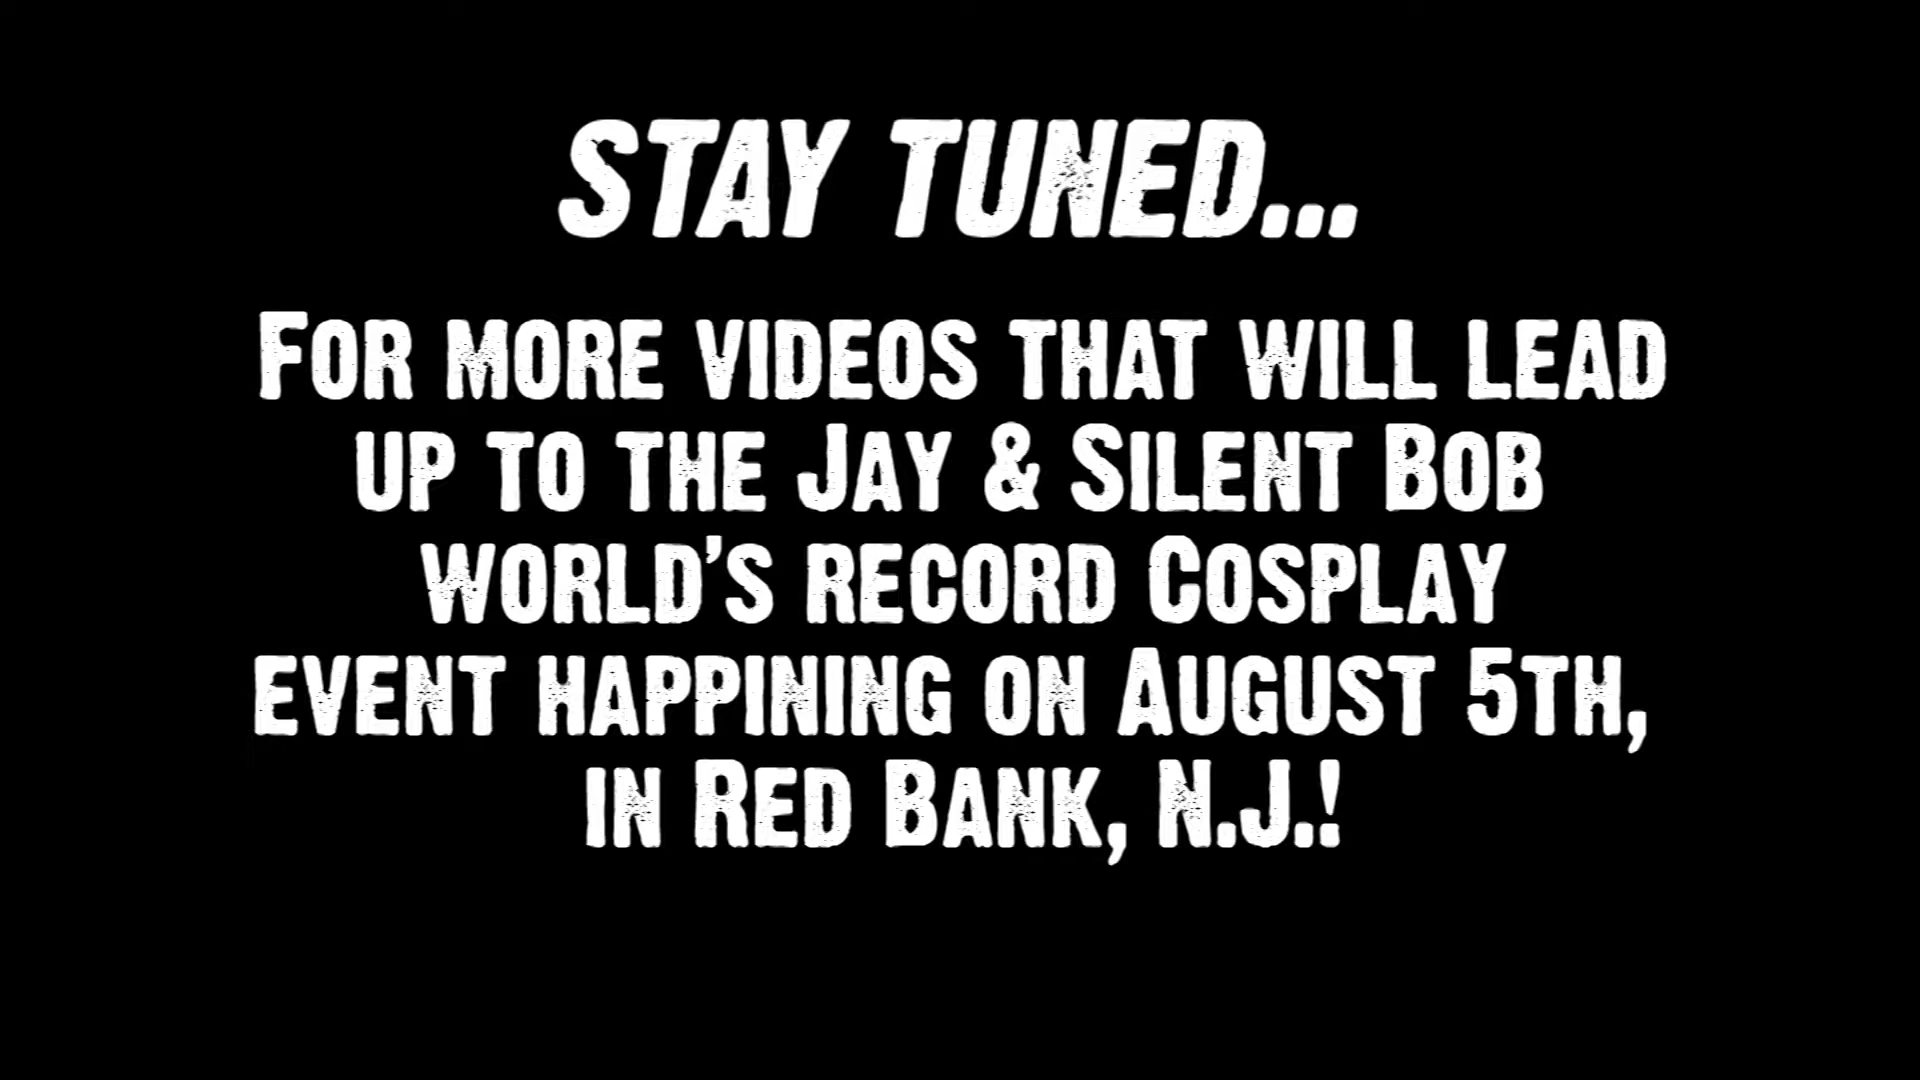 STAY TUNED...
FOR MORE VIDEOS THAT WILL LEAD
UP TO THE JAY & SILENT BOB
WORLD'S RECORD COSPLAY
EVENT HAPPINING ON AUGUST 5TH,
IN RED BANK, N.J.!